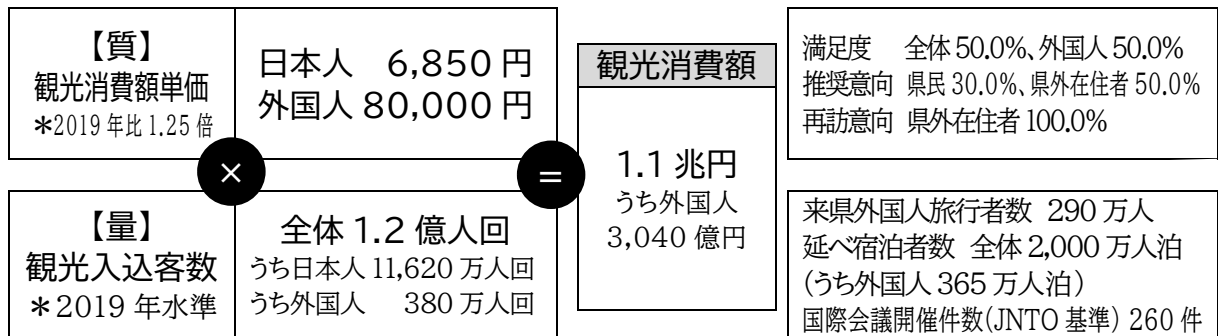 【質】
観光消費額単価
*2019年比1.25倍
日本人　6,850円
外国人 80,000円
×
【量】
観光入込客数
*2019年水準
全体1.2億人回
うち日本人11,620万人回
うち外国人　380万人回
=
観光消費額
1.1兆円
うち外国人
3,040億円
満足度　全体50.0%、外国人50.0%
推奨意向 県民30.0%、県外在住者50.0%
再訪意向 県外在住者100.0%
来県外国人旅行者数 290万人
延べ宿泊者数 全体2,000万人泊
(うち外国人365万人泊)
国際会議開催件数(JNTO基準) 260件